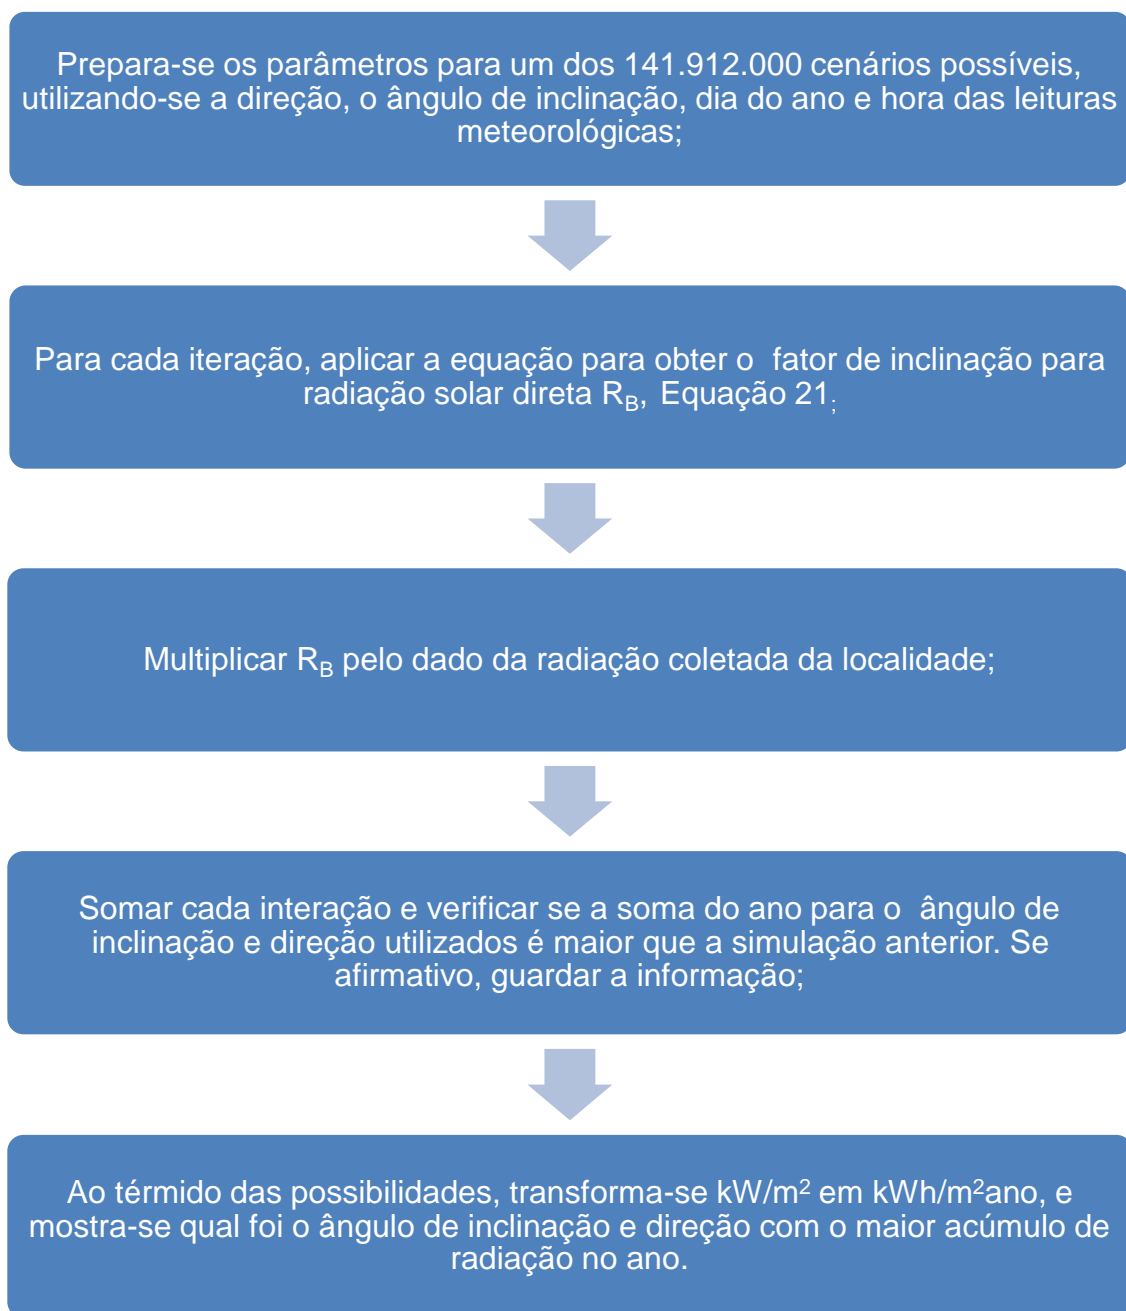 Prepara-se os parâmetros para um dos 141.912.000 cenários possíveis,
utilizando-se a direção, o ângulo de inclinação, dia do ano e hora das leituras
meteorológicas;
Para cada iteração, aplicar a equação para obter o fator de inclinação para
radiação solar direta R_B, Equação 21;
Multiplicar R_B pelo dado da radiação coletada da localidade;
Somar cada interação e verificar se a soma do ano para o ângulo de
inclinação e direção utilizados é maior que a simulação anterior. Se
afirmativo, guardar a informação;
Ao térmido das possibilidades, transforma-se kW/m² em kWh/m²ano, e
mostra-se qual foi o ângulo de inclinação e direção com o maior acúmulo de
radiação no ano.